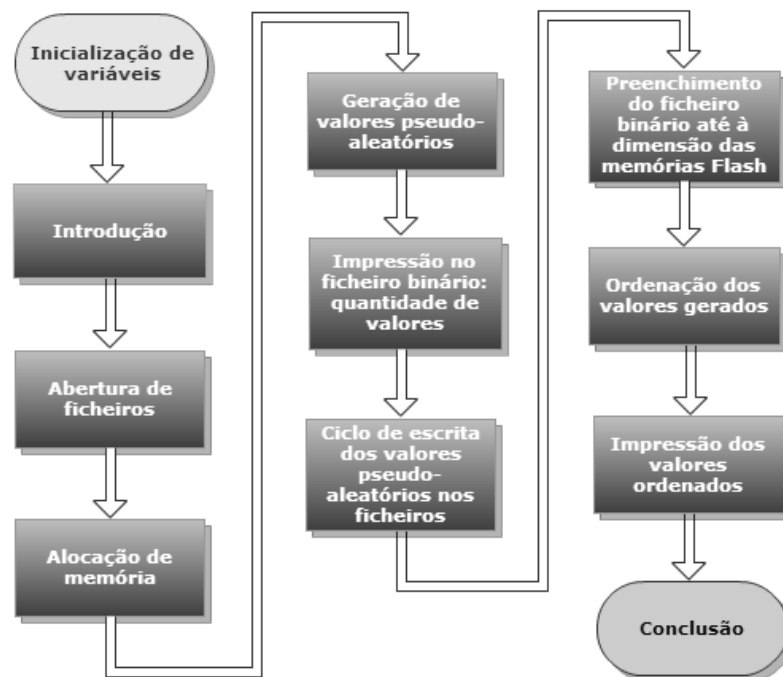 Inicialização de
variáveis
Introdução
Abertura de
ficheiros
Alocação de
memória
Geração de
valores pseudo-
aleatórios
Impressão no
ficheiro binário:
quantidade de
valores
Ciclo de escrita
dos valores
pseudo-
aleatórios nos
ficheiros
Preenchimento
do ficheiro
binário até à
dimensão das
memórias Flash
Ordenação dos
valores gerados
Impressão dos
valores
ordenados
Conclusão